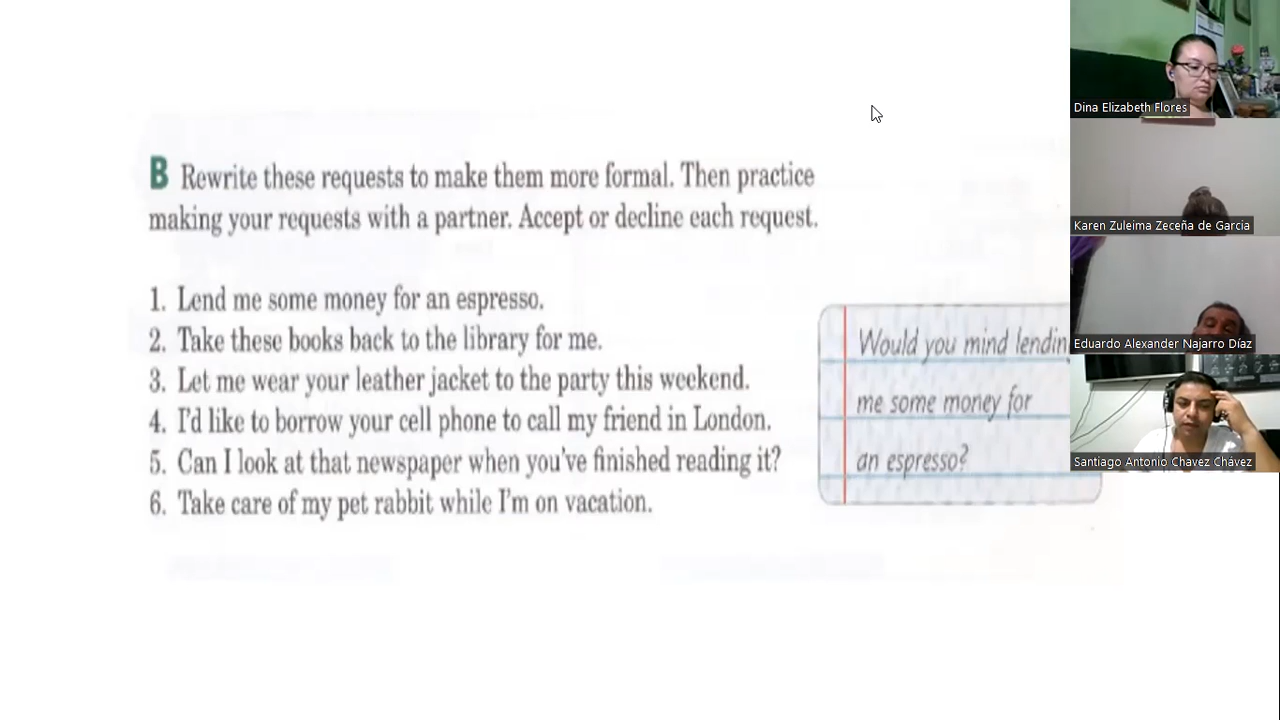 B Rewrite these requests to make them more formal. Then practice
making your requests with a partner. Accept or decline each request.
1. Lend me some money for an espresso.
2. Take these books back to the library for me.
3. Let me wear your leather jacket to the party this weekend.
4. I'd like to borrow your cell phone to call my friend in London.
5. Can I look at that newspaper when you've finished reading it?
6. Take care of my pet rabbit while I'm on vacation.
Would you mind lendin
me some money for
an espresso?
Dina Elizabeth Flores
Karen Zuleima Zeceña de Garcia
Eduardo Alexander Najarro Díaz
Santiago Antonio Chavez Chávez